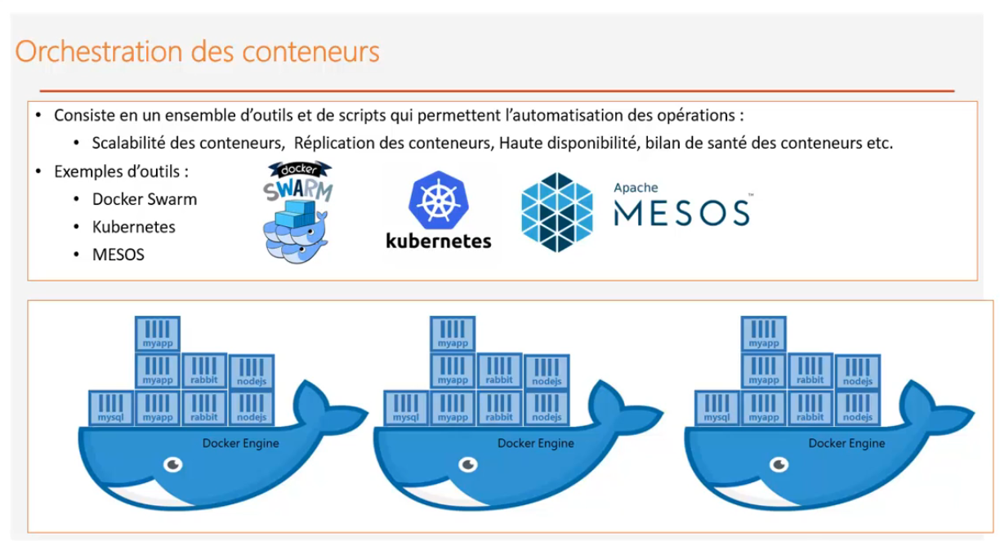 Orchestration des conteneurs
• Consiste en un ensemble d’outils et de scripts qui permettent l’automatisation des opérations :
• Scalabilité des conteneurs, Réplication des conteneurs, Haute disponibilité, bilan de santé des conteneurs etc.
• Exemples d’outils :
• Docker Swarm
• Kubernetes
• MESOS
docker
SWARM
kubernetes
Apache
MESOS™
myapp
myapp rabbit nodejs
mysql myapp rabbit nodejs
Docker Engine
myapp
myapp rabbit nodejs
mysql myapp rabbit nodejs
Docker Engine
myapp
myapp rabbit nodejs
mysql myapp rabbit nodejs
Docker Engine